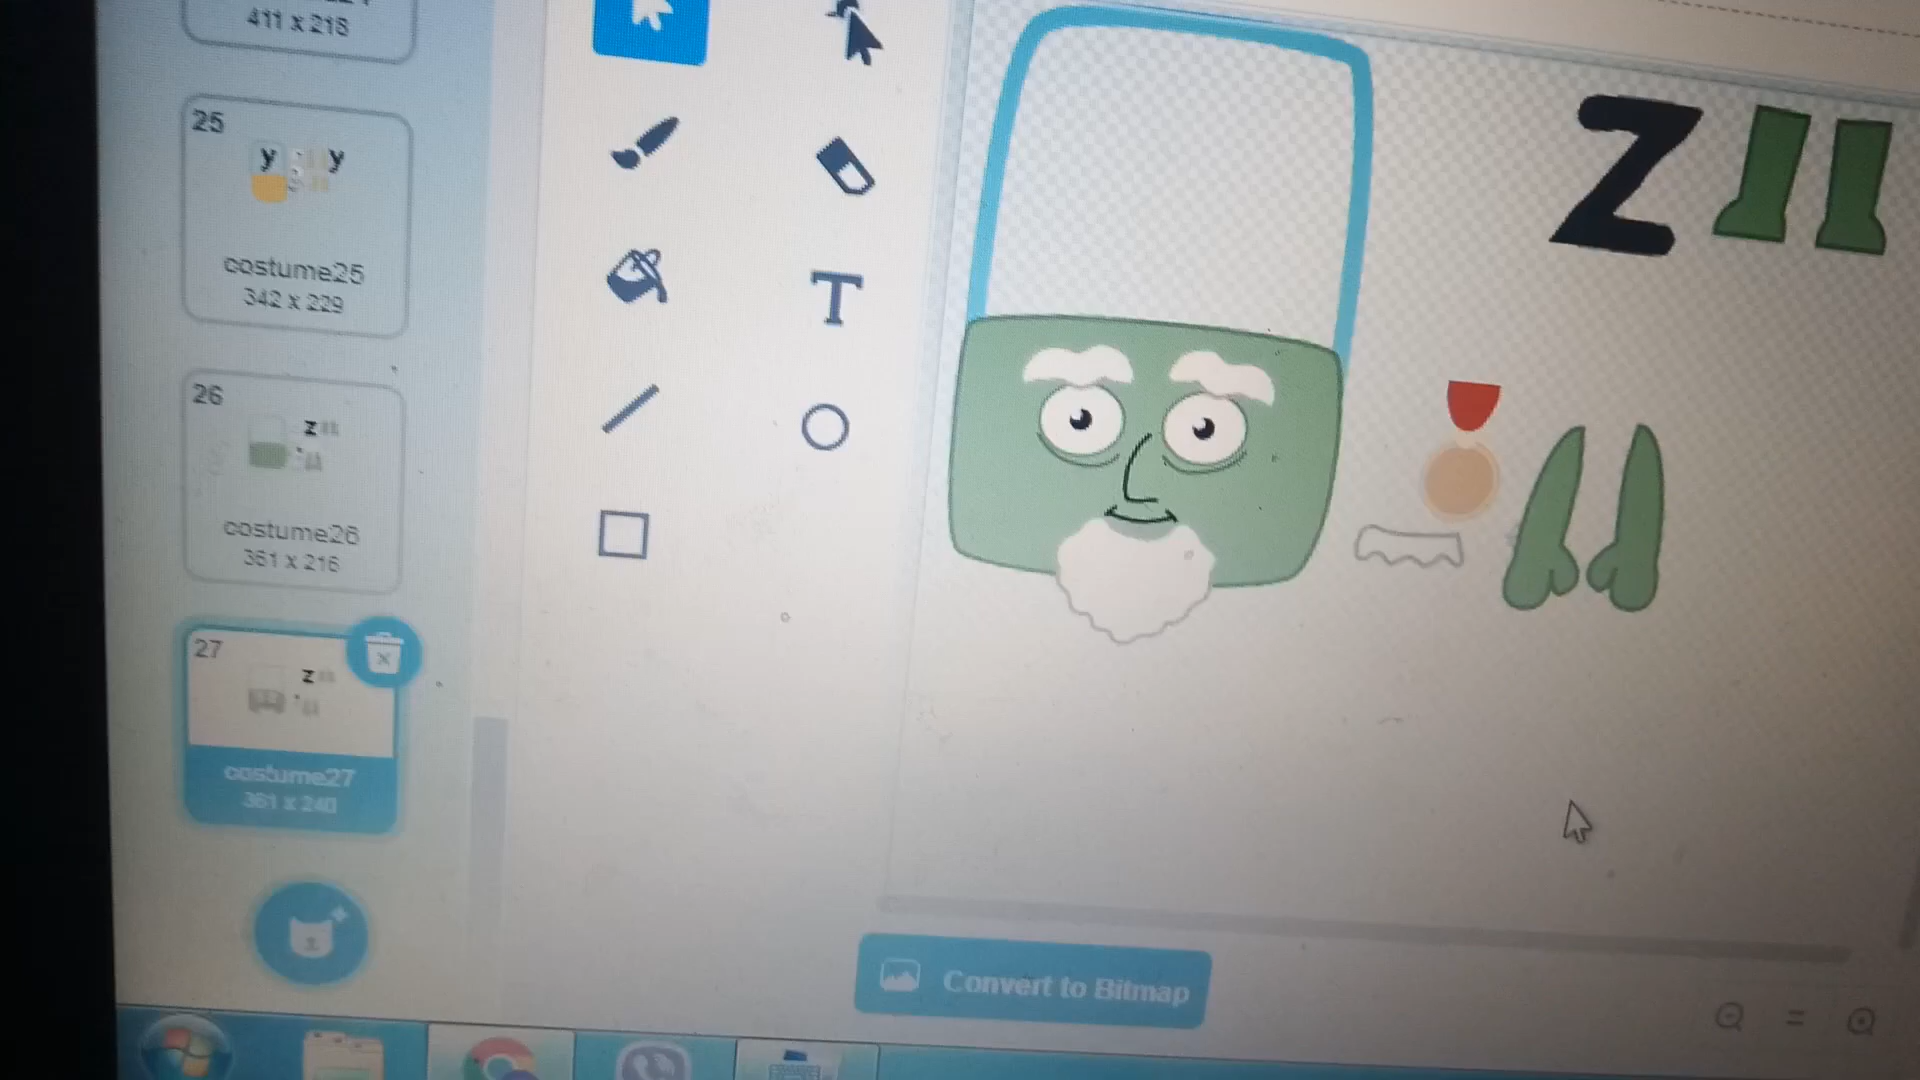 411 x 218
25
y y
costume25
342 x 229
26
z
costume26
361 x 216
27
z
costume27
361 x 240
T
Z
Convert to Bitmap